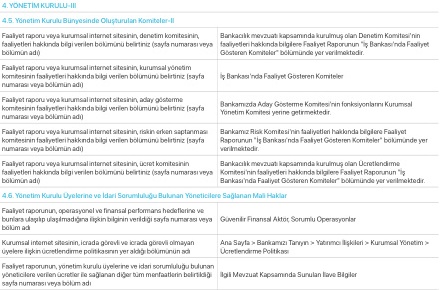 4. YÖNETİM KURULU-III
4.5. Yönetim Kurulu Bünyesinde Oluşturulan Komiteler-II
Faaliyet raporu veya kurumsal internet sitesinin, denetim komitesinin,
faaliyetleri hakkında bilgi verilen bölümünü belirtiniz (sayfa numarası veya
bölümün adı)
Bankacılık mevzuatı kapsamında kurulmuş olan Denetim Komitesi'nin
faaliyetleri hakkında bilgilere Faaliyet Raporunun "İş Bankası'nda Faaliyet
Gösteren Komiteler" bölümünde yer verilmektedir.
Faaliyet raporu veya kurumsal internet sitesinin, kurumsal yönetim
komitesinin faaliyetleri hakkında bilgi verilen bölümünü belirtiniz (sayfa
numarası veya bölümün adı)
İş Bankası'nda Faaliyet Gösteren Komiteler
Faaliyet raporu veya kurumsal internet sitesinin, aday gösterme
komitesinin faaliyetleri hakkında bilgi verilen bölümünü belirtiniz (sayfa
numarası veya bölümün adı)
Bankamızda Aday Gösterme Komitesi'nin fonksiyonlarını Kurumsal
Yönetim Komitesi yerine getirmektedir.
Faaliyet raporu veya kurumsal internet sitesinin, riskin erken saptanması
komitesinin faaliyetleri hakkında bilgi verilen bölümünü belirtiniz (sayfa
numarası veya bölümün adı)
Bankamız Risk Komitesi'nin faaliyetleri hakkında bilgilere Faaliyet
Raporunun "İş Bankası'nda Faaliyet Gösteren Komiteler" bölümünde yer
verilmektedir.
Faaliyet raporu veya kurumsal internet sitesinin, ücret komitesinin
faaliyetleri hakkında bilgi verilen bölümünü belirtiniz (sayfa numarası veya
bölümün adı)
Bankacılık mevzuatı kapsamında kurulmuş olan Ücretlendirme
Komitesi'nin faaliyetleri hakkında bilgilere Faaliyet Raporunun "İş
Bankası'nda Faaliyet Gösteren Komiteler" bölümünde yer verilmektedir.
4.6. Yönetim Kurulu Üyelerine ve İdari Sorumluluğu Bulunan Yöneticilere Sağlanan Mali Haklar
Faaliyet raporunun, operasyonel ve finansal performans hedeflerine ve
bunlara ulaşılıp ulaşılmadığına ilişkin bilginin verildiği sayfa numarası veya
bölüm adı
Güvenilir Finansal Aktör, Sorumlu Operasyonlar
Kurumsal internet sitesinin, icrada görevli ve icrada görevli olmayan
üyelere ilişkin ücretlendirme politikasının yer aldığı bölümünün adı
Ana Sayfa > Bankamızı Tanıyın > Yatırımcı İlişkileri > Kurumsal Yönetim >
Ücretlendirme Politikası
Faaliyet raporunun, yönetim kurulu üyelerine ve idari sorumluluğu bulunan
yöneticilere verilen ücretler ile sağlanan diğer tüm menfaatlerin belirtildiği
sayfa numarası veya bölüm adı
İlgili Mevzuat Kapsamında Sunulan İlave Bilgiler